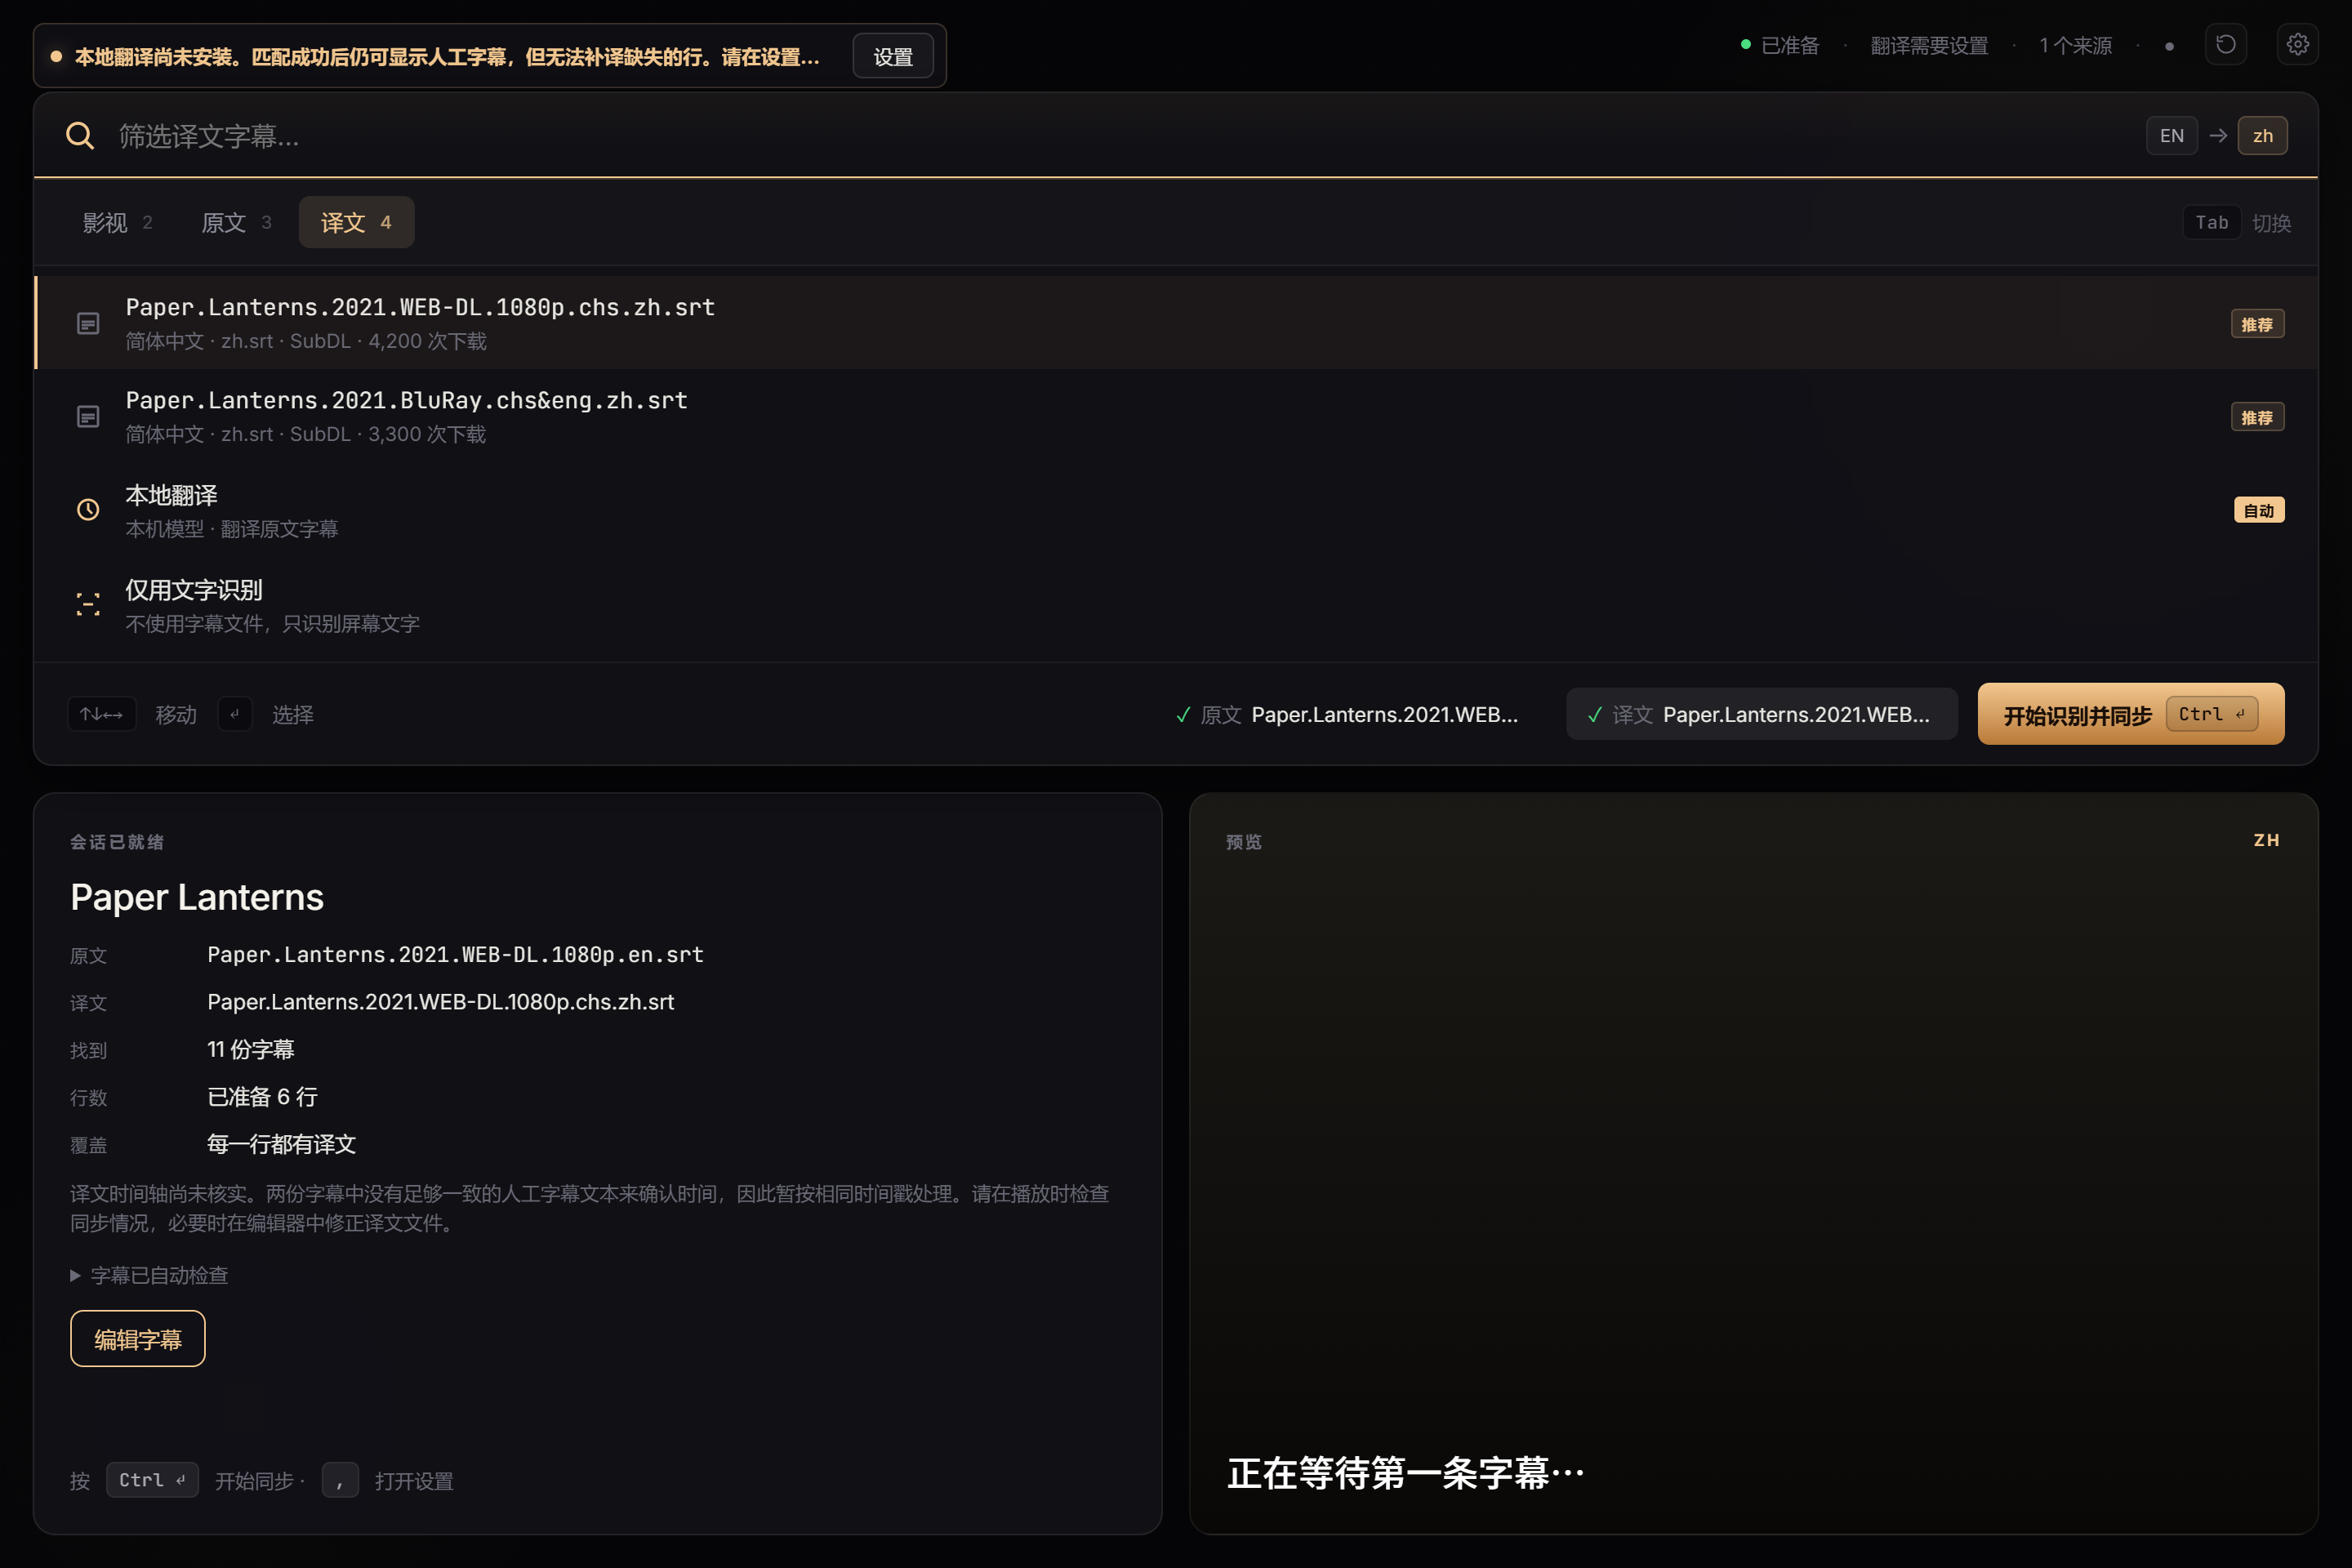 本地翻译尚未安装。匹配成功后仍可显示人工字幕，但无法补译缺失的行。请在设置... 设置
已准备 · 翻译需要设置 · 1 个来源 ·
筛选译文字幕...
EN → zh
影视 2 原文 3 译文 4
Tab 切换
Paper.Lanterns.2021.WEB-DL.1080p.chs.zh.srt
简体中文 · zh.srt · SubDL · 4,200 次下载
推荐
Paper.Lanterns.2021.BluRay.chs&eng.zh.srt
简体中文 · zh.srt · SubDL · 3,300 次下载
推荐
本地翻译
本机模型 · 翻译原文字幕
自动
仅用文字识别
不使用字幕文件，只识别屏幕文字
↑↓←→ 移动 ↵ 选择
✓ 原文 Paper.Lanterns.2021.WEB...
✓ 译文 Paper.Lanterns.2021.WEB...
开始识别并同步 Ctrl ↵
会话已就绪
Paper Lanterns
原文 Paper.Lanterns.2021.WEB-DL.1080p.en.srt
译文 Paper.Lanterns.2021.WEB-DL.1080p.chs.zh.srt
找到 11 份字幕
行数 已准备 6 行
覆盖 每一行都有译文
译文时间轴尚未核实。两份字幕中没有足够一致的人工字幕文本来确认时间，因此暂按相同时间戳处理。请在播放时检查
同步情况，必要时在编辑器中修正译文文件。
▶ 字幕已自动检查
编辑字幕
按 Ctrl ↵ 开始同步 · , 打开设置
预览
ZH
正在等待第一条字幕…